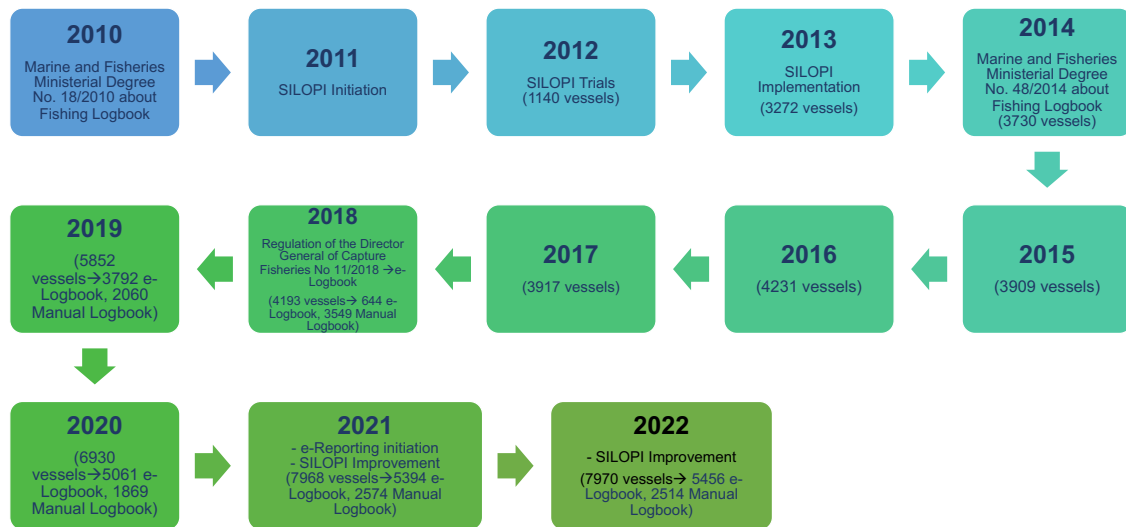 2010
Marine and Fisheries
Ministerial Degree
No. 18/2010 about
Fishing Logbook
2011
SILOPI Initiation
2012
SILOPI Trials
(1140 vessels)
2013
SILOPI
Implementation
(3272 vessels)
2014
Marine and Fisheries
Ministerial Degree
No. 48/2014 about
Fishing Logbook
(3730 vessels)
2015
(3909 vessels)
2016
(4231 vessels)
2017
(3917 vessels)
2018
Regulation of the Director
General of Capture
Fisheries No 11/2018 →e-
Logbook
(4193 vessels→ 644 e-
Logbook, 3549 Manual
Logbook)
2019
(5852
vessels→3792 e-
Logbook, 2060
Manual Logbook)
2020
(6930
vessels→5061 e-
Logbook, 1869
Manual Logbook)
2021
- e-Reporting initiation
- SILOPI Improvement
(7968 vessels→5394 e-
Logbook, 2574 Manual
Logbook)
2022
- SILOPI Improvement
(7970 vessels→ 5456 e-
Logbook, 2514 Manual
Logbook)